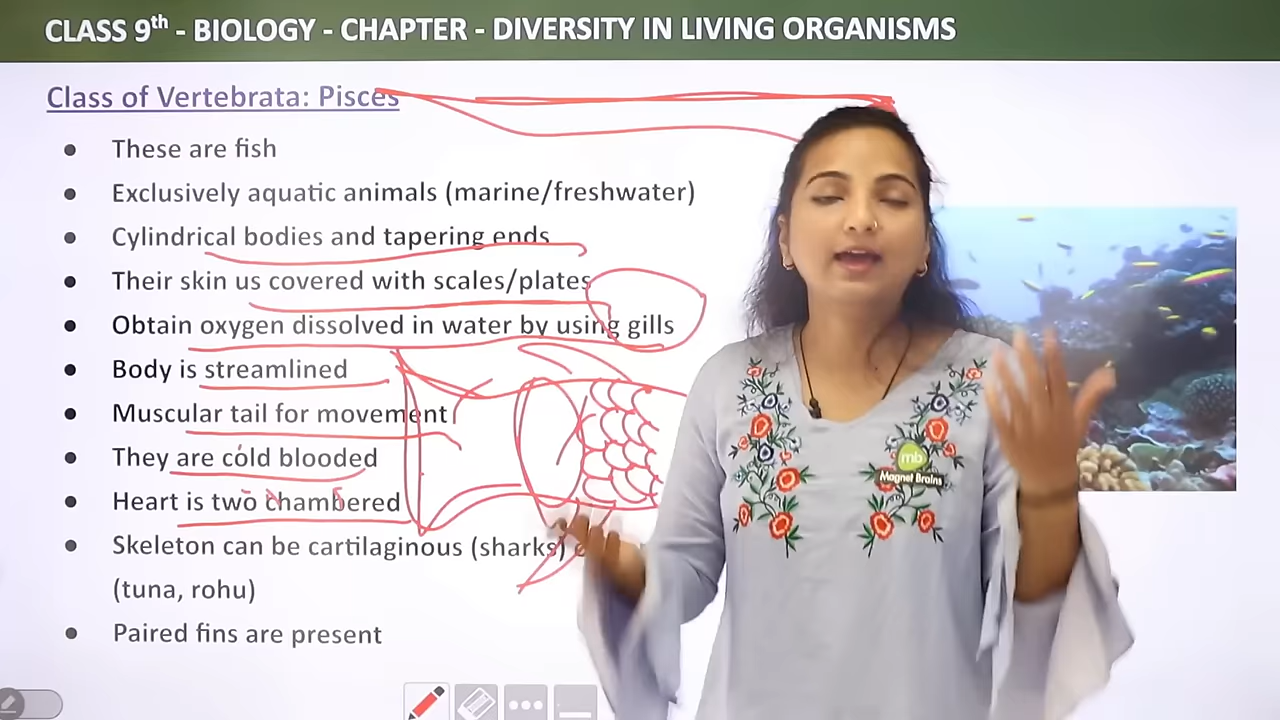 CLASS 9th - BIOLOGY - CHAPTER - DIVERSITY IN LIVING ORGANISMS
Class of Vertebrata: Pisces
● These are fish
● Exclusively aquatic animals (marine/freshwater)
● Cylindrical bodies and tapering ends
● Their skin us covered with scales/plates
● Obtain oxygen dissolved in water by using gills
● Body is streamlined
● Muscular tail for movement
● They are cold blooded
● Heart is two chambered
● Skeleton can be cartilaginous (sharks)
(tuna, rohu)
● Paired fins are present
mb
Magnet Brains